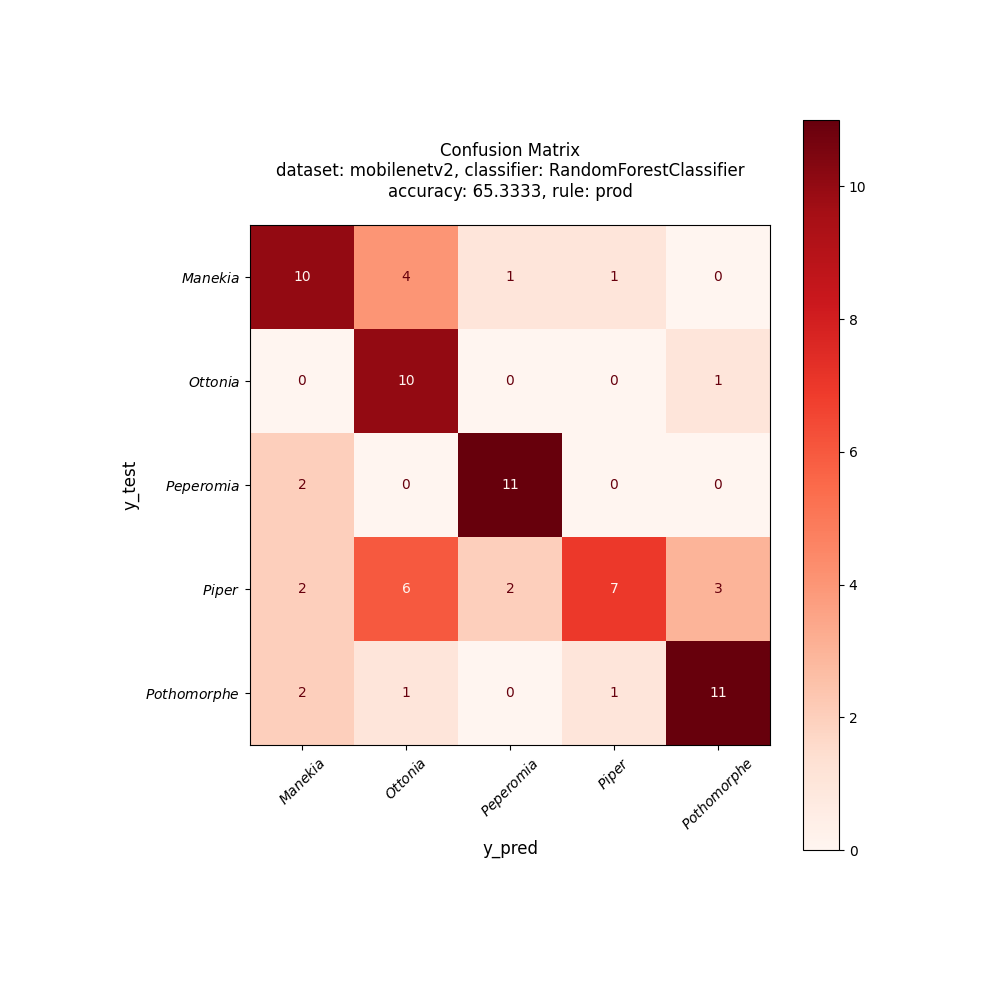 Confusion Matrix
dataset: mobilenetv2, classifier: RandomForestClassifier
accuracy: 65.3333, rule: prod
y_test
Manekia 10 4 1 1 0
Ottonia 0 10 0 0 1
Peperomia 2 0 11 0 0
Piper 2 6 2 7 3
Pothomorphe 2 1 0 1 11
Manekia Ottonia Peperomia Piper Pothomorphe
y_pred
10
8
6
4
2
0